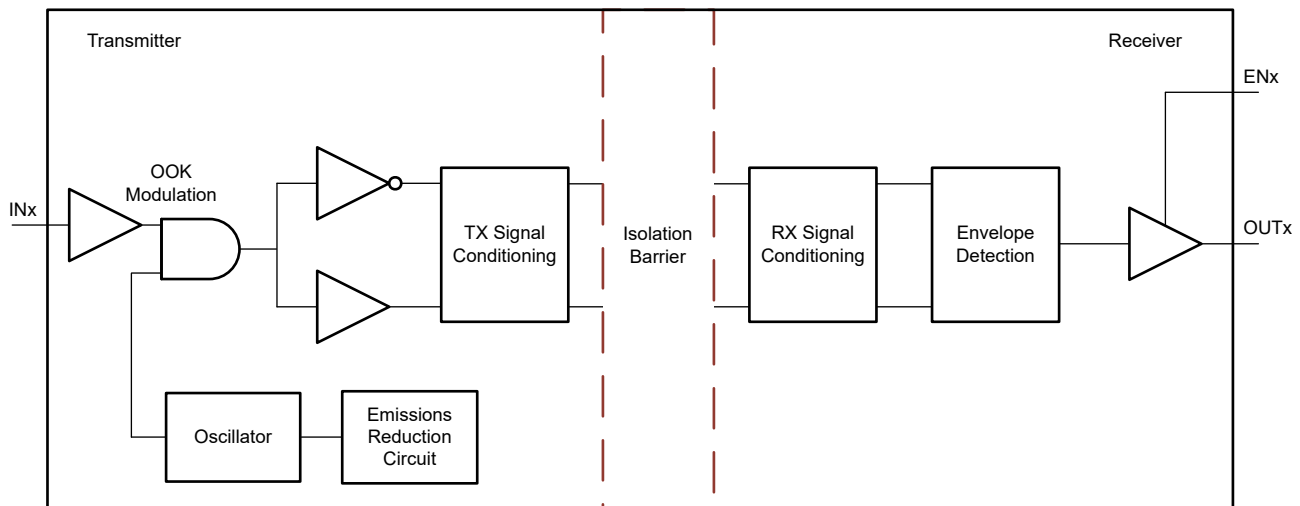 Transmitter
Receiver
ENx
OOK
Modulation
INx
TX Signal
Conditioning
Isolation
Barrier
RX Signal
Conditioning
Envelope
Detection
OUTx
Oscillator
Emissions
Reduction
Circuit